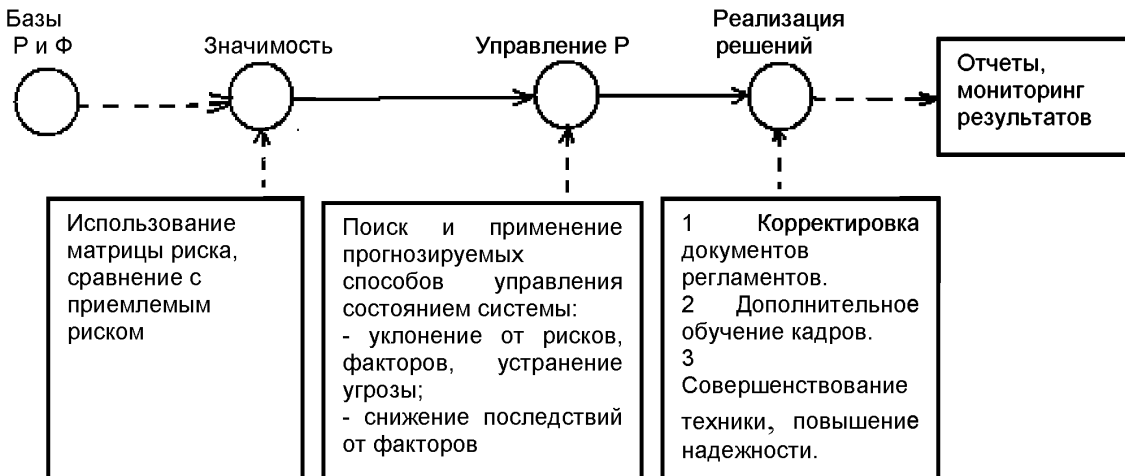 Базы
Р и Ф
Значимость
Управление Р
Реализация
решений
Отчеты,
мониторинг
результатов
Использование
матрицы риска,
сравнение с
приемлемым
риском
Поиск и применение
прогнозируемых
способов управления
состоянием системы:
- уклонение от рисков,
факторов, устранение
угрозы;
- снижение последствий
от факторов
1 Корректировка
документов
регламентов.
2 Дополнительное
обучение кадров.
3
Совершенствование
техники, повышение
надежности.